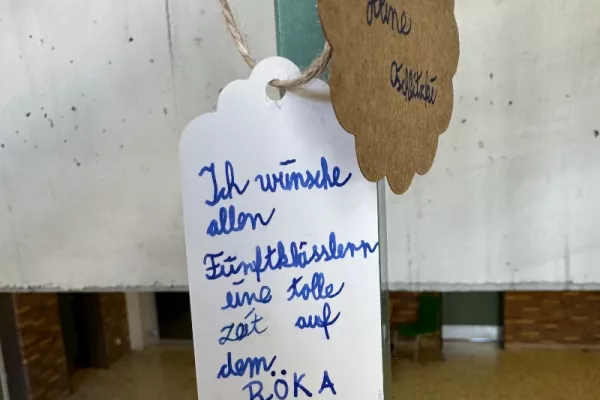 Ich wünsche
allen
Fünftklässlern
eine tolle
zeit auf
dem
RÖKA